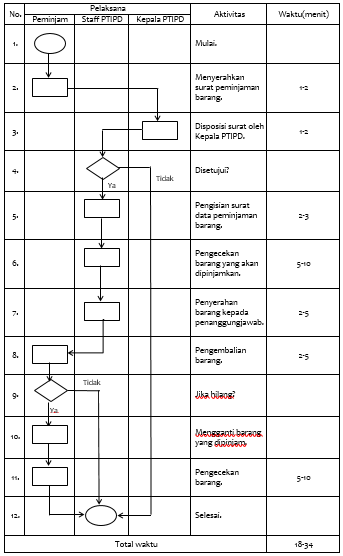 No. Pelaksana Aktivitas Waktu(menit)
Peminjam Staff PTIPD Kepala PTIPD
1. Mulai.
2. Menyerahkan
surat peminjaman
barang. 1-2
3. Disposisi surat oleh
Kepala PTIPD. 1-2
4. Disetujui?
Ya Tidak
5. Pengisian surat
data peminjaman
barang. 2-3
6. Pengecekan
barang yang akan
dipinjamkan. 5-10
7. Penyerahan
barang kepada
penanggungjawab. 2-5
8. Pengembalian
barang. 2-5
9. Jika hilang?
Tidak
Ya.
10. Mengganti barang
yang dipinjam.
11. Pengecekan
barang. 5-10
12. Selesai.
Total waktu 18-34